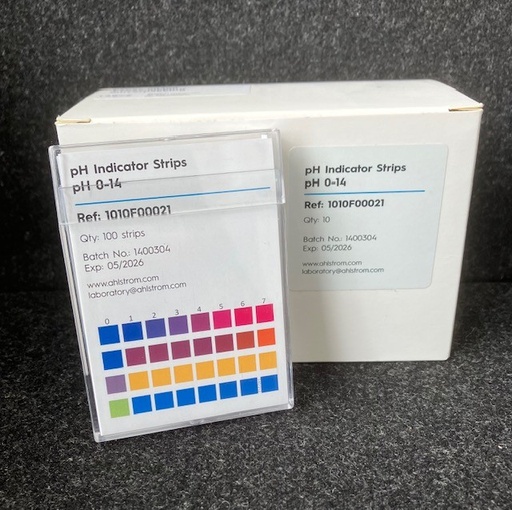 pH Indicator Strips
pH 0-14
Ref: 1010F00021
Qty: 100 strips
Batch No.: 1400304
Exp: 05/2026
www.ahlstrom.com
laboratory@ahlstrom.com
0 1 2 3 4 5 6 7
pH Indicator Strips
pH 0-14
Ref: 1010F00021
Qty: 10
Batch No.: 1400304
Exp: 05/2026
www.ahlstrom.com
laboratory@ahlstrom.com